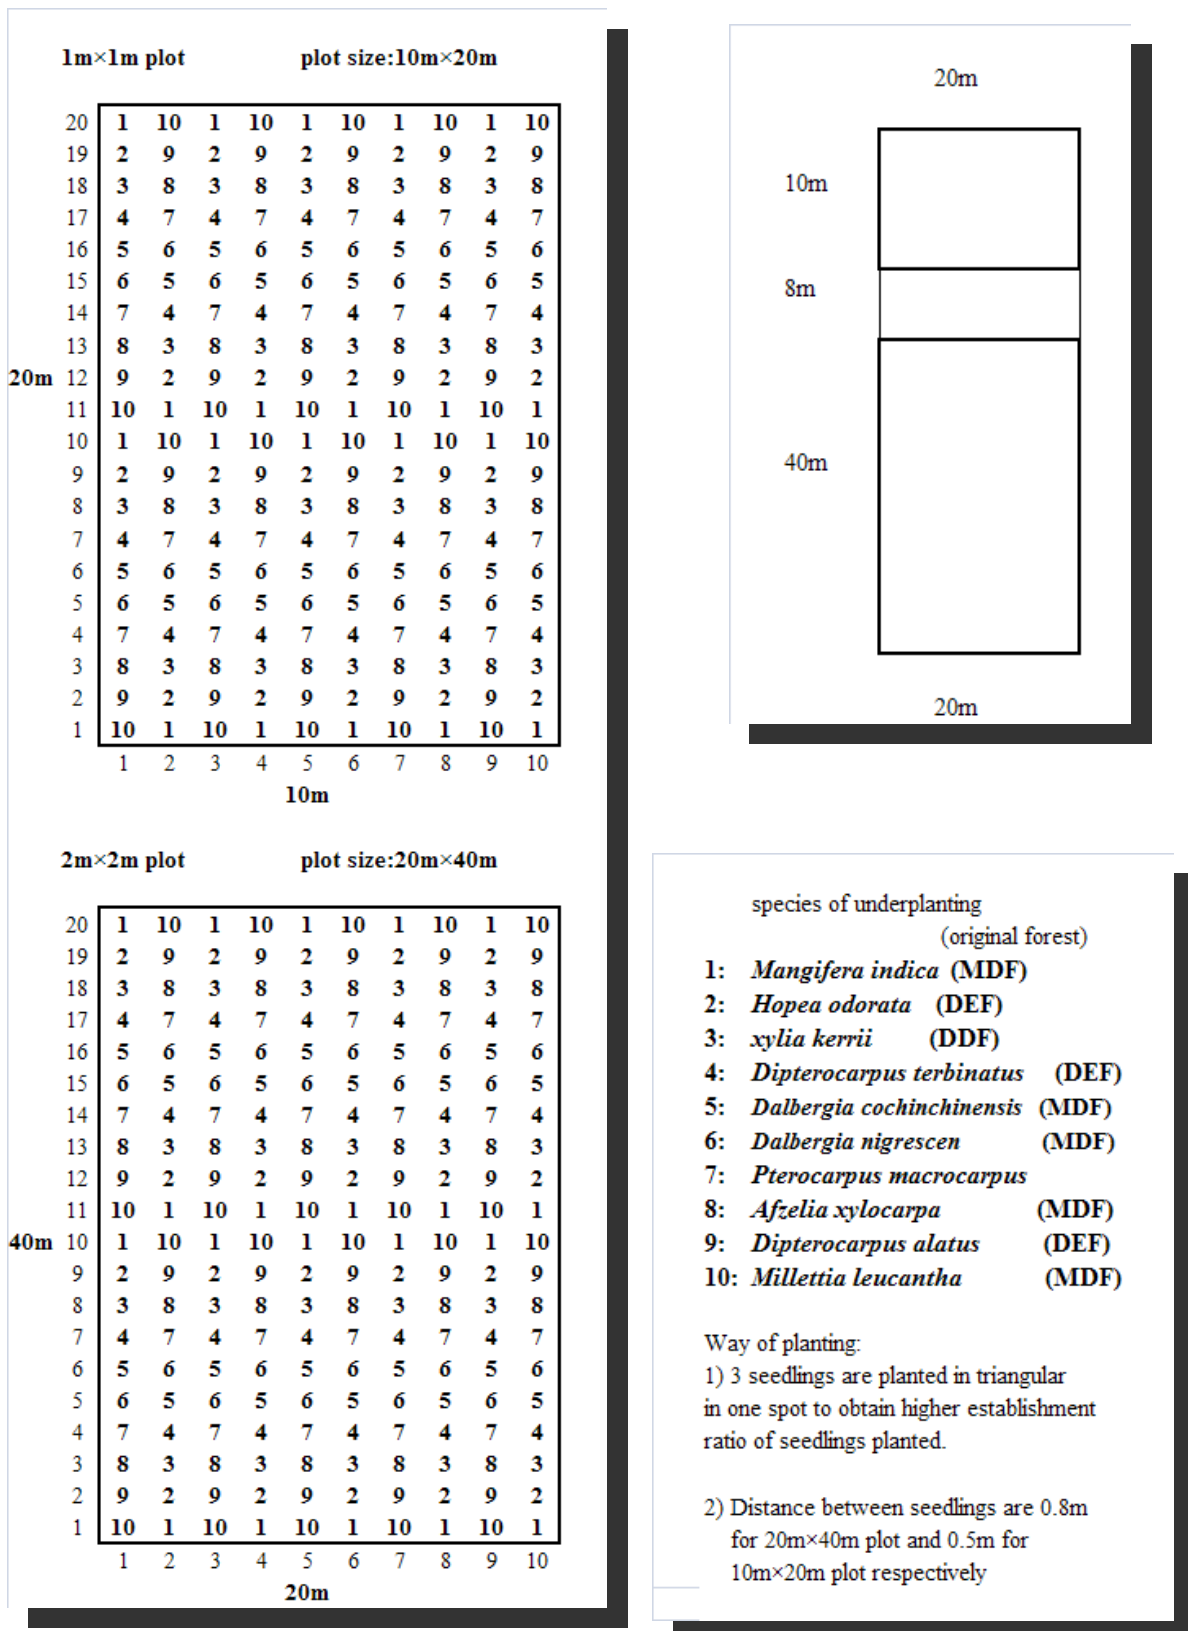 1m×1m plot plot size:10m×20m
20 1 10 1 10 1 10 1 10 1 10
19 2 9 2 9 2 9 2 9 2 9
18 3 8 3 8 3 8 3 8 3 8
17 4 7 4 7 4 7 4 7 4 7
16 5 6 5 6 5 6 5 6 5 6
15 6 5 6 5 6 5 6 5 6 5
14 7 4 7 4 7 4 7 4 7 4
13 8 3 8 3 8 3 8 3 8 3
20m 12 9 2 9 2 9 2 9 2 9 2
11 10 1 10 1 10 1 10 1 10 1
10 1 10 1 10 1 10 1 10 1 10
9 2 9 2 9 2 9 2 9 2 9
8 3 8 3 8 3 8 3 8 3 8
7 4 7 4 7 4 7 4 7 4 7
6 5 6 5 6 5 6 5 6 5 6
5 6 5 6 5 6 5 6 5 6 5
4 7 4 7 4 7 4 7 4 7 4
3 8 3 8 3 8 3 8 3 8 3
2 9 2 9 2 9 2 9 2 9 2
1 10 1 10 1 10 1 10 1 10 1
1 2 3 4 5 6 7 8 9 10
10m
2m×2m plot plot size:20m×40m
20 1 10 1 10 1 10 1 10 1 10
19 2 9 2 9 2 9 2 9 2 9
18 3 8 3 8 3 8 3 8 3 8
17 4 7 4 7 4 7 4 7 4 7
16 5 6 5 6 5 6 5 6 5 6
15 6 5 6 5 6 5 6 5 6 5
14 7 4 7 4 7 4 7 4 7 4
13 8 3 8 3 8 3 8 3 8 3
12 9 2 9 2 9 2 9 2 9 2
11 10 1 10 1 10 1 10 1 10 1
40m 10 1 10 1 10 1 10 1 10 1 10
9 2 9 2 9 2 9 2 9 2 9
8 3 8 3 8 3 8 3 8 3 8
7 4 7 4 7 4 7 4 7 4 7
6 5 6 5 6 5 6 5 6 5 6
5 6 5 6 5 6 5 6 5 6 5
4 7 4 7 4 7 4 7 4 7 4
3 8 3 8 3 8 3 8 3 8 3
2 9 2 9 2 9 2 9 2 9 2
1 10 1 10 1 10 1 10 1 10 1
1 2 3 4 5 6 7 8 9 10
20m
20m
10m
8m
40m
20m
species of underplanting
(original forest)
1: Mangifera indica (MDF)
2: Hopea odorata (DEF)
3: xylia kerrii (DDF)
4: Dipterocarpus terbinatus (DEF)
5: Dalbergia cochinchinensis (MDF)
6: Dalbergia nigrescen (MDF)
7: Pterocarpus macrocarpus
8: Afzelia xylocarpa (MDF)
9: Dipterocarpus alatus (DEF)
10: Millettia leucantha (MDF)
Way of planting:
1) 3 seedlings are planted in triangular
in one spot to obtain higher establishment
ratio of seedlings planted.
2) Distance between seedlings are 0.8m
for 20m×40m plot and 0.5m for
10m×20m plot respectively